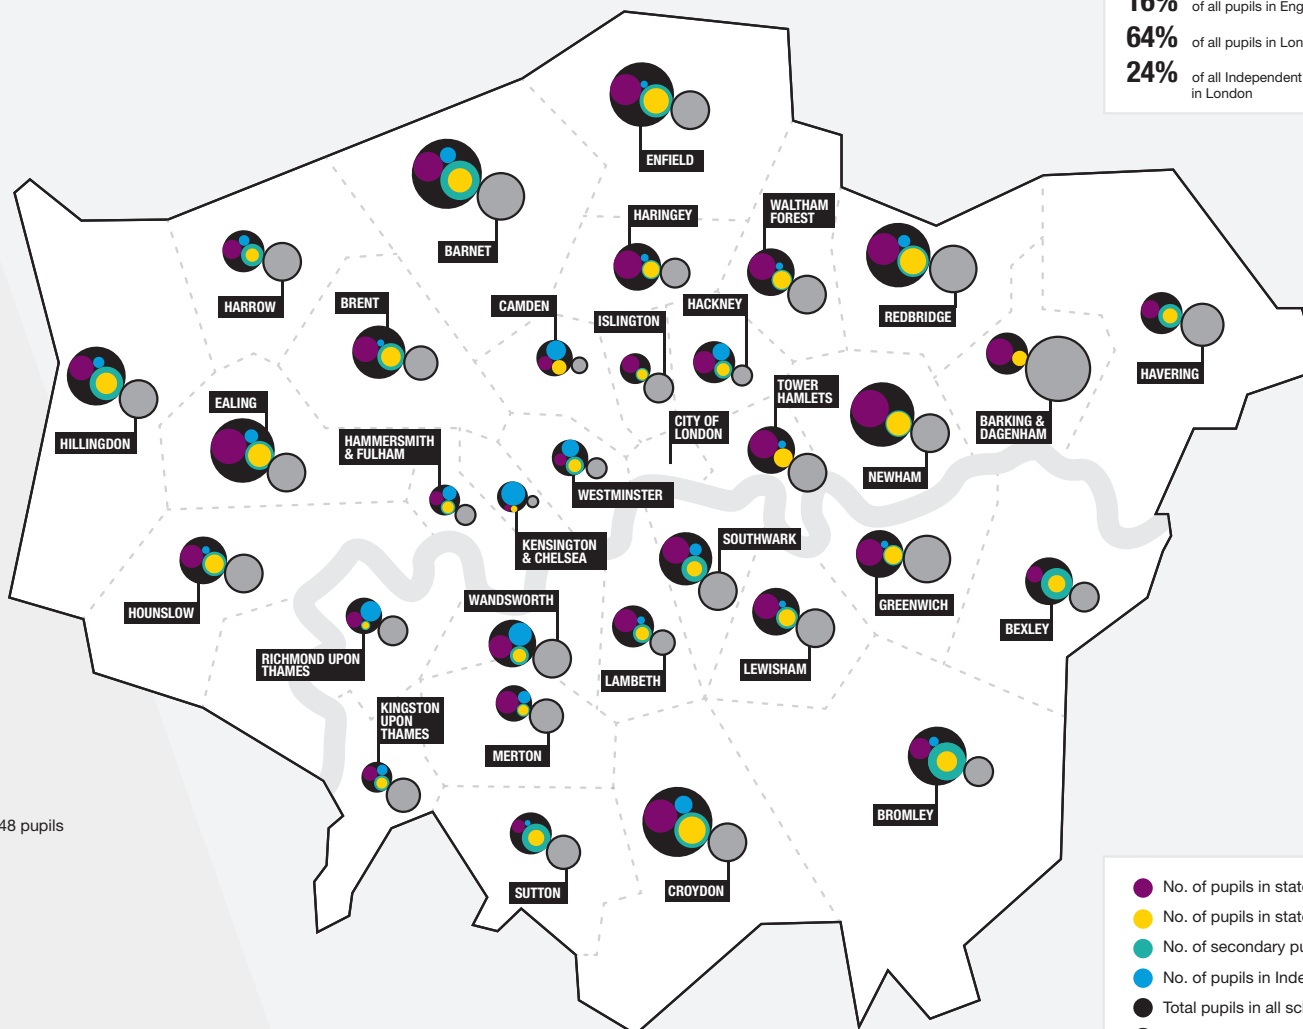 16% of all pupils in Eng
64% of all pupils in Lon
24% of all Independent
in London
ENFIELD
BARNET
HARINGEY
WALTHAM
FOREST
HARROW
BRENT
CAMDEN
ISLINGTON
HACKNEY
REDBRIDGE
HAVERING
HILLINGDON
EALING
HAMMERSMITH
& FULHAM
CITY OF
LONDON
TOWER
HAMLETS
BARKING &
DAGENHAM
NEWHAM
WESTMINSTER
KENSINGTON
& CHELSEA
SOUTHWARK
HOUNSLOW
RICHMOND UPON
THAMES
WANDSWORTH
LAMBETH
LEWISHAM
GREENWICH
BEXLEY
KINGSTON
UPON
THAMES
MERTON
BROMLEY
48 pupils
SUTTON
CROYDON
No. of pupils in state
No. of pupils in state
No. of secondary pu
No. of pupils in Inde
Total pupils in all sc